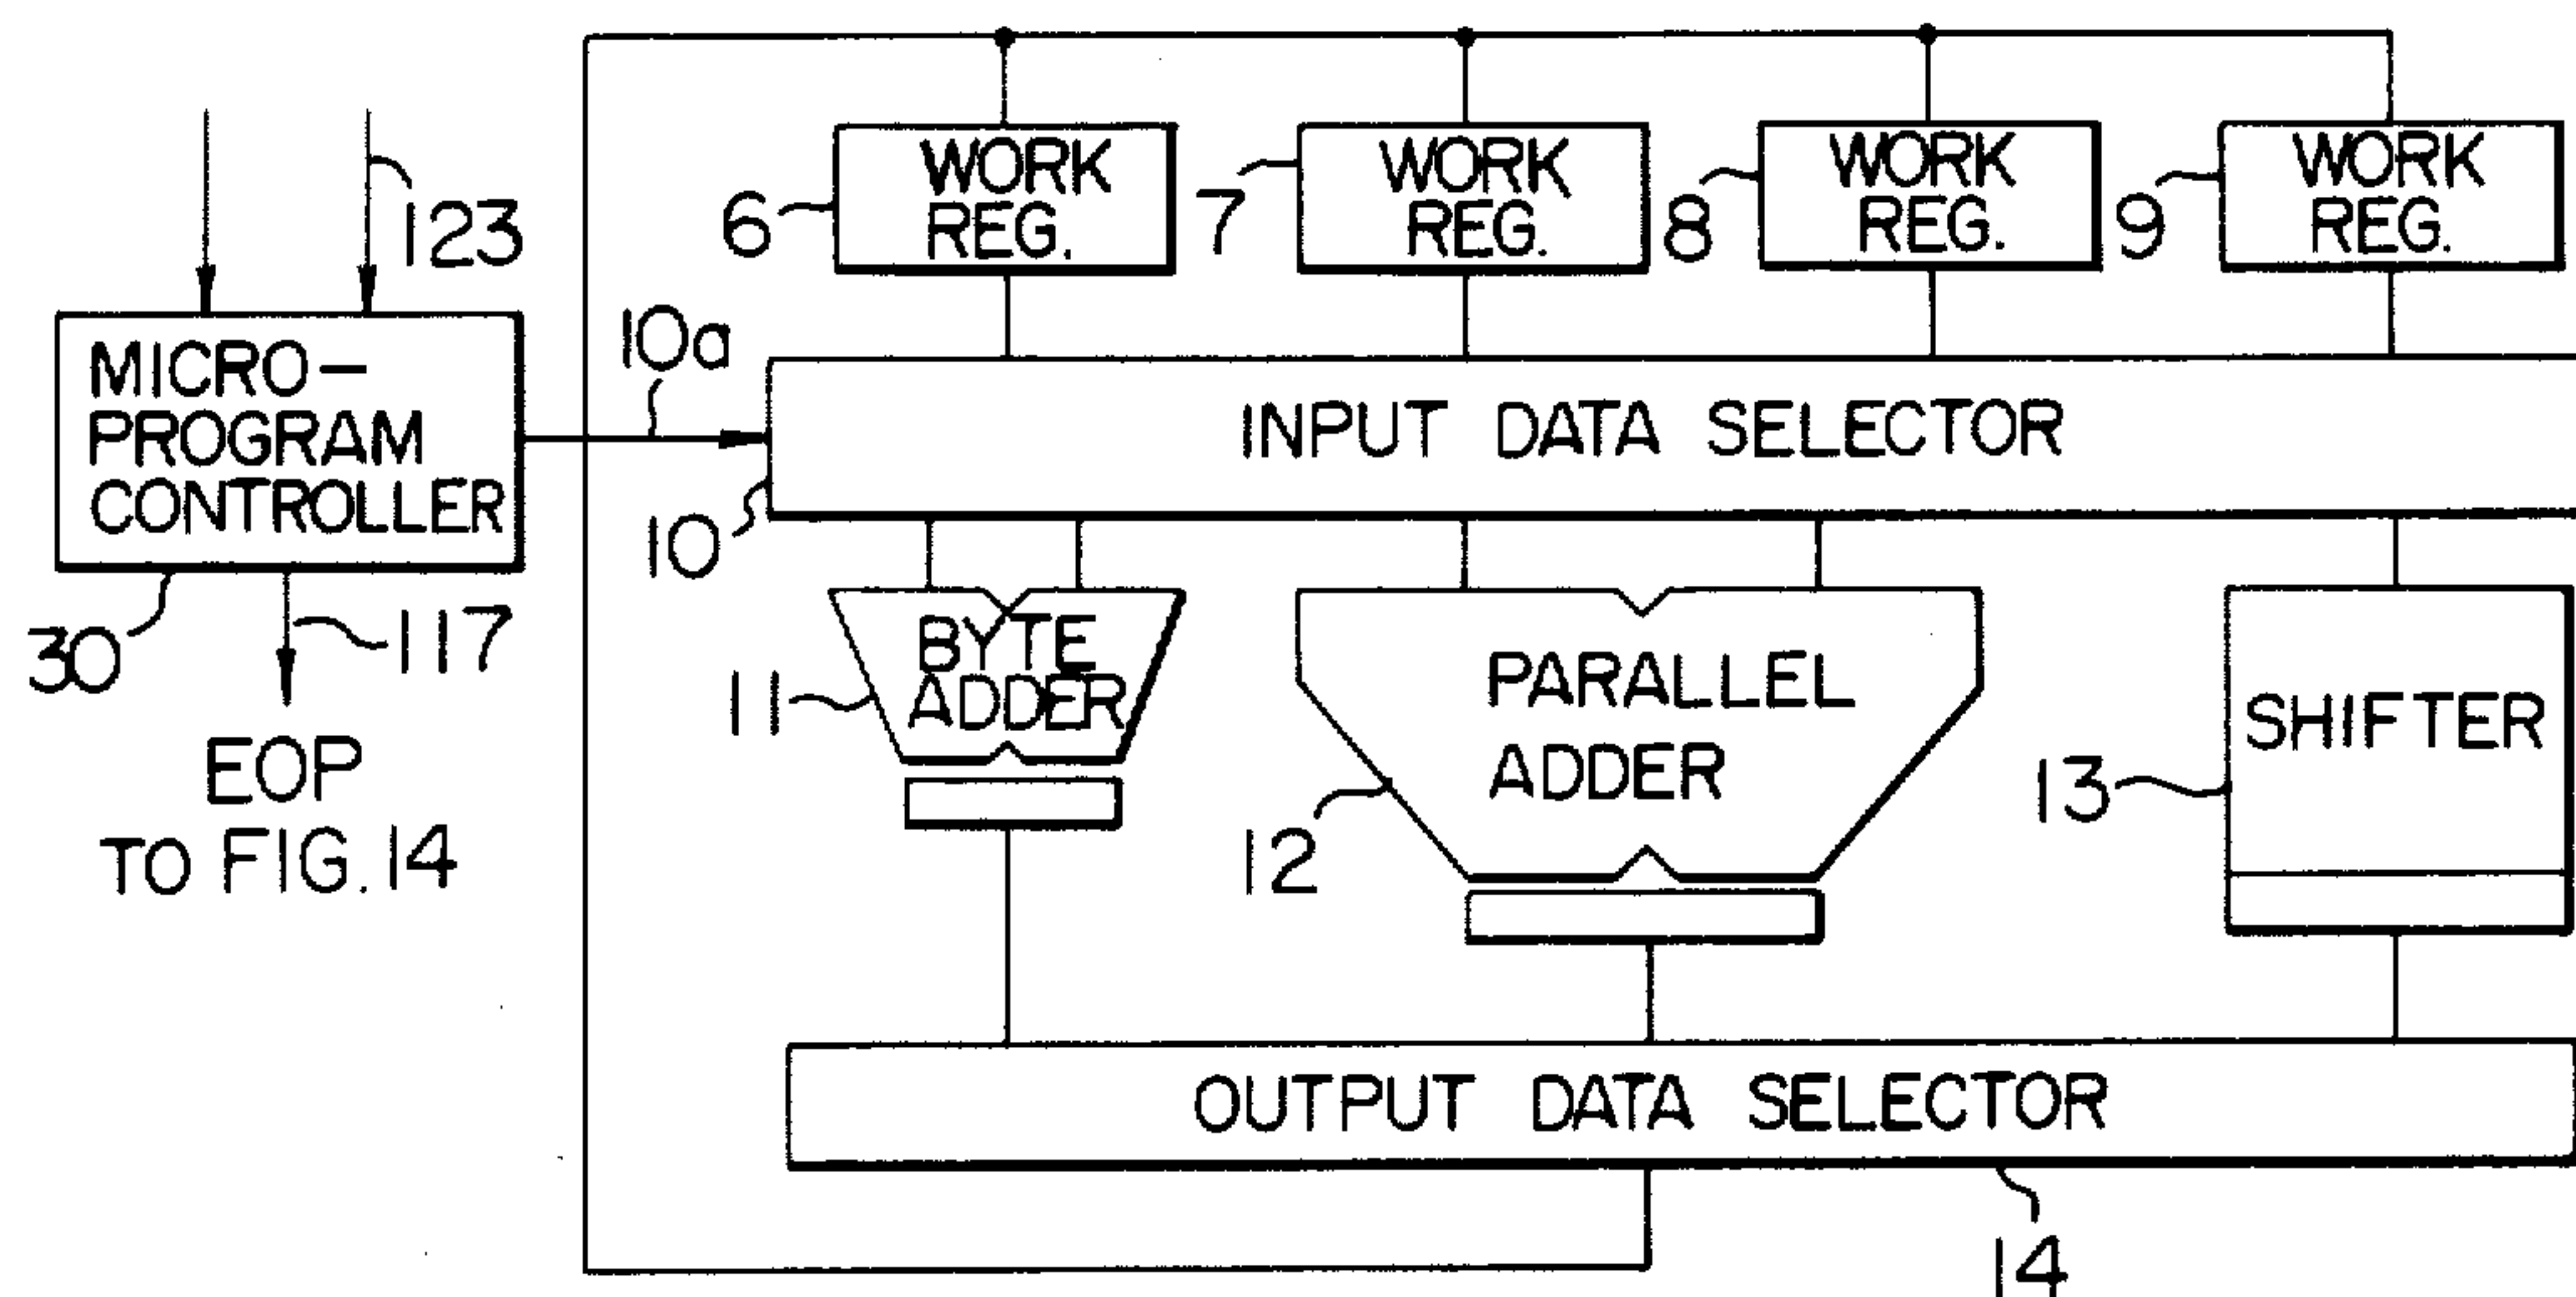 123
6
WORK
REG.
7
WORK
REG.
8
WORK
REG.
9
WORK
REG.
MICRO-
PROGRAM
CONTROLLER
10a
INPUT DATA SELECTOR
10
30
117
EOP
TO FIG. 14
11
BYTE
ADDER
12
PARALLEL
ADDER
13
SHIFTER
OUTPUT DATA SELECTOR
14